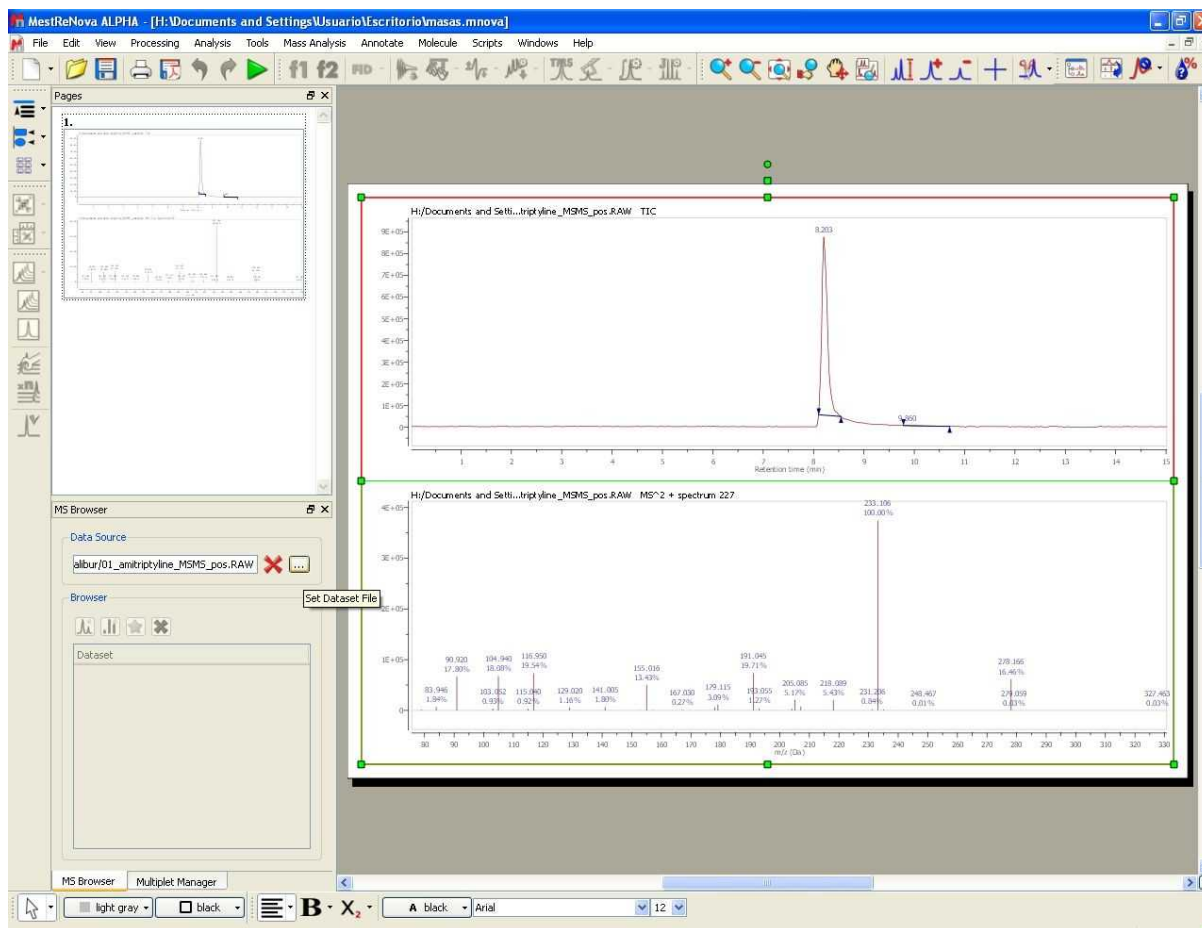 MestReNova ALPHA - [H:\Documents and Settings\Usuario\Escritorio\masas.mnova]
File Edit View Processing Analysis Tools Mass Analysis Annotate Molecule Scripts Windows Help
f1 f2 FID
Pages
1.
H:/Documents and Setti...triptyline_MSMS_pos.RAW TIC
8.203
9E+05
8E+05
7E+05
6E+05
5E+05
4E+05
3E+05
2E+05
1E+05
9.860
0
1 2 3 4 5 6 7 8 9 10 11 12 13 14 15
Retention time (min)
MS Browser
Data Source
alibur/01_amitriptyline_MSMS_pos.RAW ...
Set Dataset File
Browser
Dataset
H:/Documents and Setti...triptyline_MSMS_pos.RAW MS^2 + spectrum 227
4E+05
233.106
100.00%
3E+05
2E+05
1E+05
90.920 104.940 116.950 155.016 191.045 278.166
17.80% 18.08% 19.54% 13.43% 19.71% 16.46%
83.946 103.052 115.040 129.020 141.005 167.030 179.115 193.055 205.085 218.089 231.206 248.467 279.059 327.463
1.84% 0.93% 0.92% 1.16% 1.80% 0.27% 3.09% 1.27% 5.17% 5.43% 0.84% 0.01% 0.03% 0.03%
0
80 90 100 110 120 130 140 150 160 170 180 190 200 210 220 230 240 250 260 270 280 290 300 310 320 330
m/z (Da)
MS Browser Multiplet Manager
light gray black B X₂ A black Arial 12